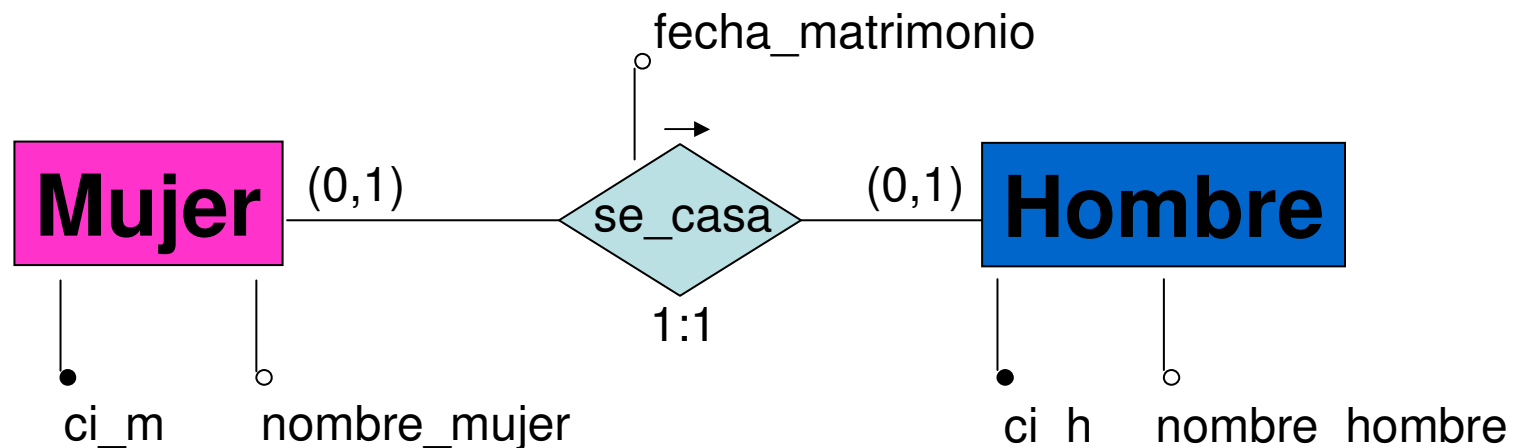 fecha_matrimonio
Mujer
(0,1)
se_casa
(0,1)
Hombre
1:1
ci_m
nombre_mujer
ci_h
nombre_hombre